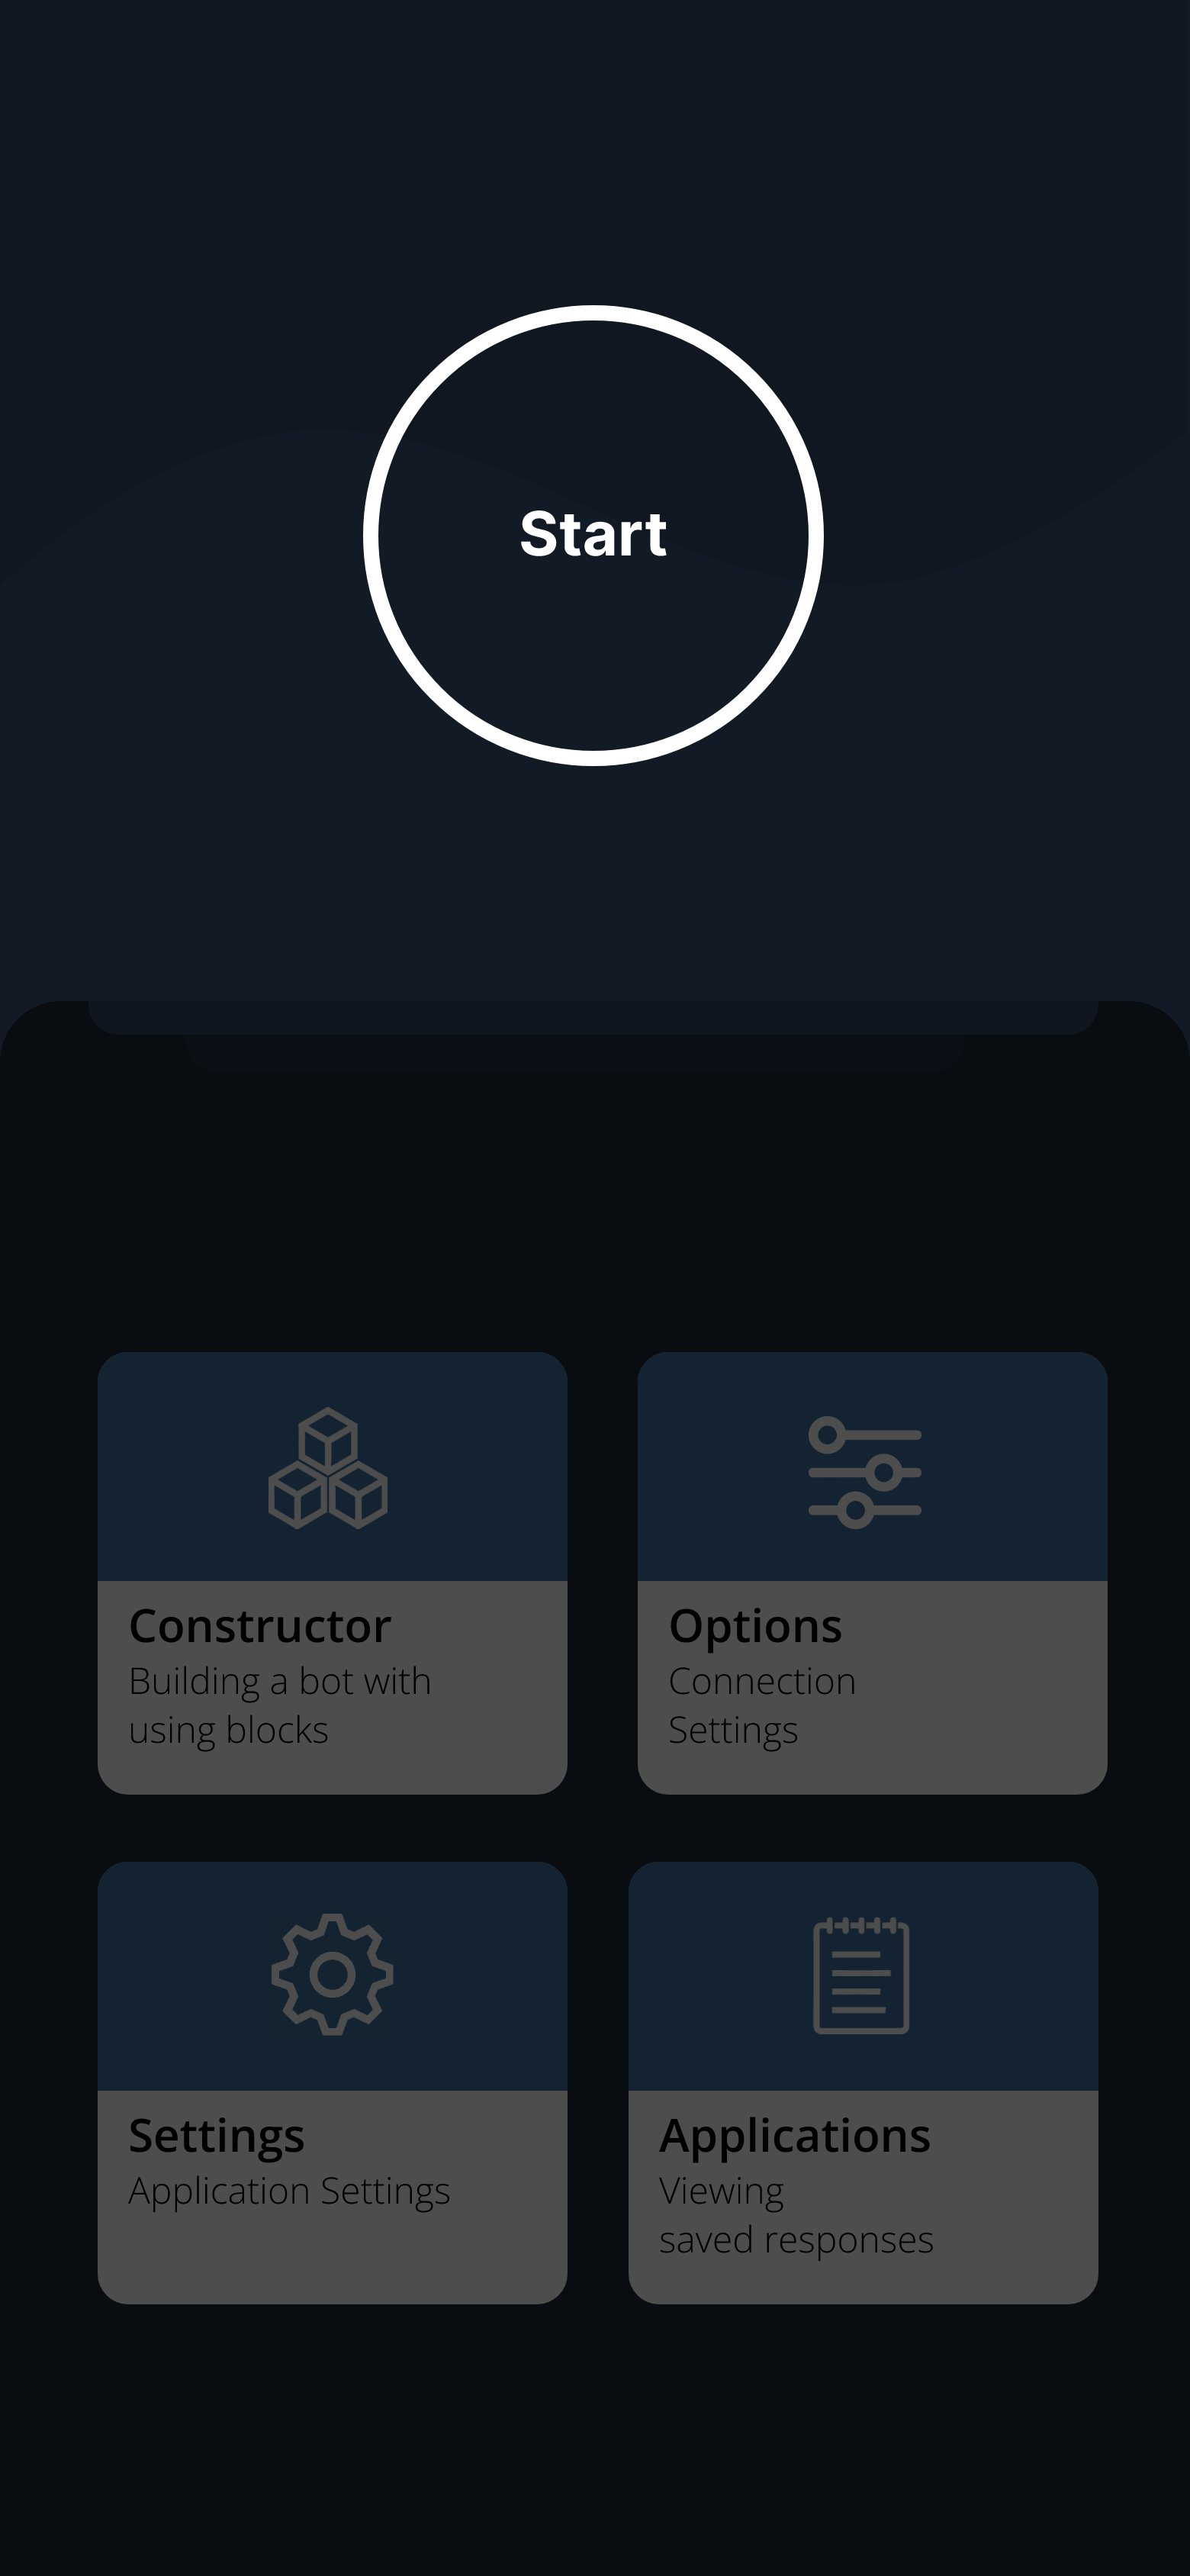 Start
Constructor
Building a bot with
using blocks
Options
Connection
Settings
Settings
Application Settings
Applications
Viewing
saved responses